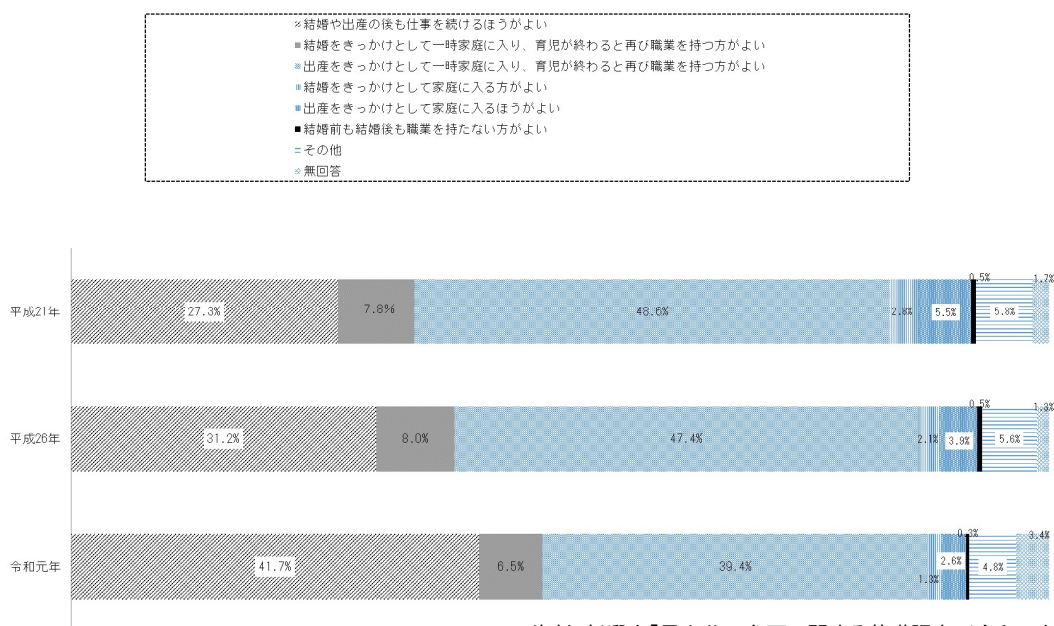 結婚や出産の後も仕事を続けるほうがよい
結婚をきっかけとして一時家庭に入り、育児が終わると再び職業を持つ方がよい
出産をきっかけとして一時家庭に入り、育児が終わると再び職業を持つ方がよい
結婚をきっかけとして家庭に入る方がよい
出産をきっかけとして家庭に入るほうがよい
結婚前も結婚後も職業を持たない方がよい
その他
無回答
平成21年 27.3% 7.8% 48.6% 2.8% 5.5% 0.5% 5.8% 1.7%
平成26年 31.2% 8.0% 47.4% 2.1% 3.9% 0.5% 5.6% 1.3%
令和元年 41.7% 6.5% 39.4% 1.3% 2.6% 0.3% 4.8% 3.4%